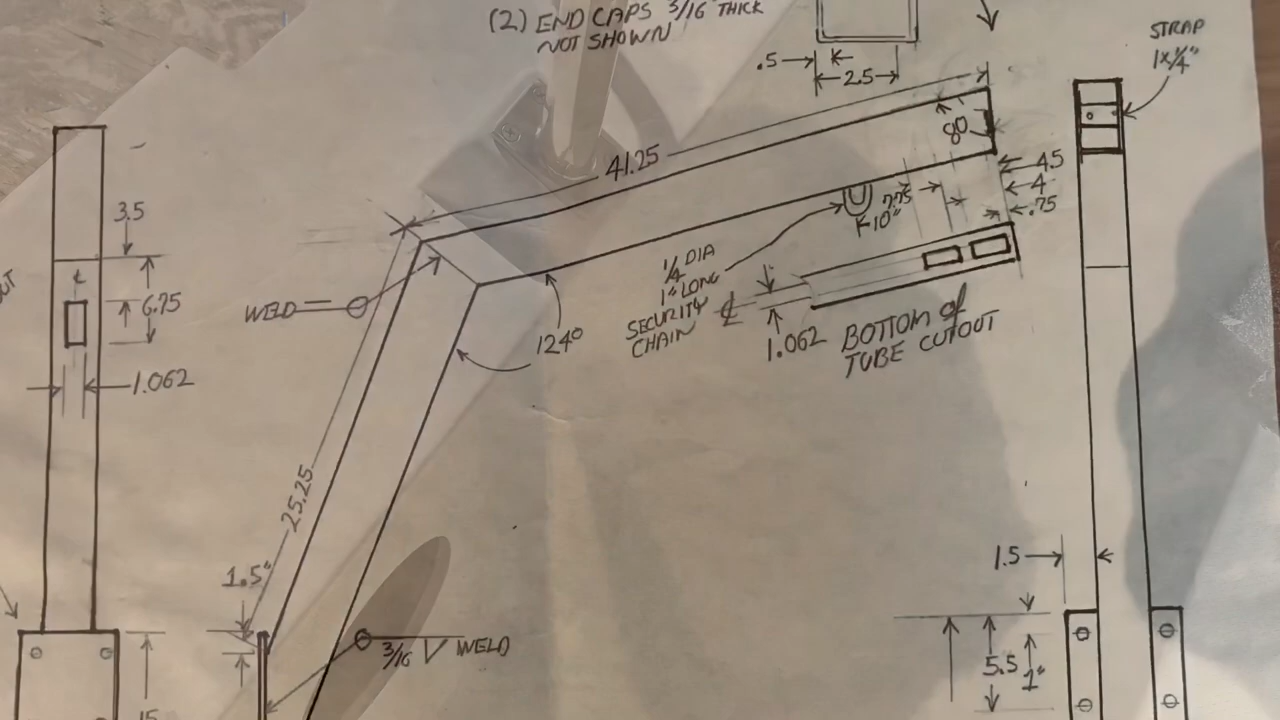 (2) END CAPS 3/16 THICK
NOT SHOWN
STRAP
1x1/4"
.5
2.5
80
41.25
4.5
4
.75
7.75
10"
3.5
℄
6.75
1.062
WELD
124°
1/4 DIA
1" LONG
SECURITY
CHAIN
℄
1.062
BOTTOM of
TUBE CUTOUT
25.25
1.5"
3/16 V WELD
1.5
5.5
1"
15